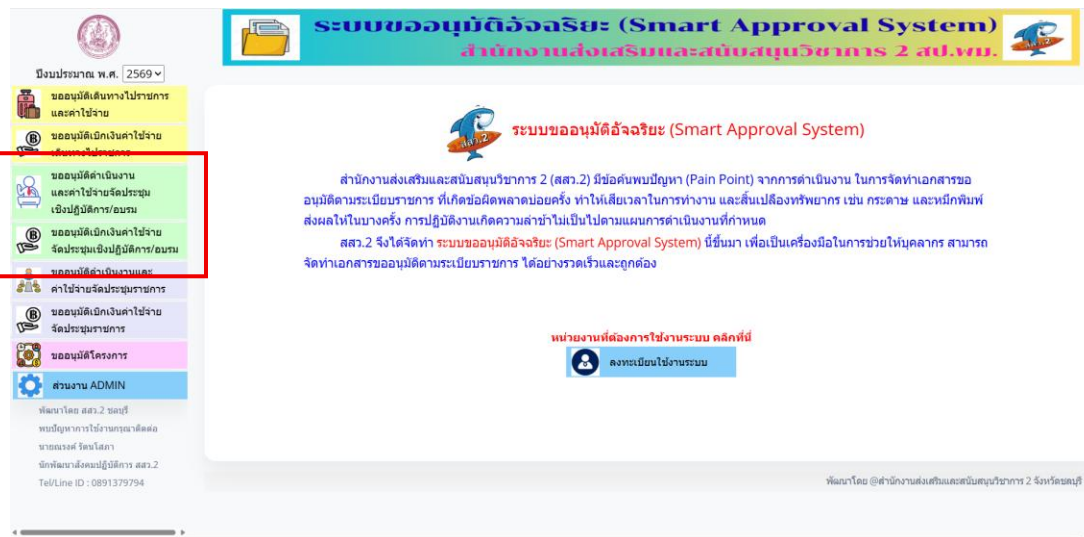 ระบบขออนุมัติอัจฉริยะ (Smart Approval System)
สำนักงานส่งเสริมและสนับสนุนวิชาการ 2 สป.พม.
ปีงบประมาณ พ.ศ. 2569
ขออนุมัติเดินทางไปราชการ
และค่าใช้จ่าย
ขออนุมัติเบิกเงินค่าใช้จ่าย
เดินทางไปราชการ
ขออนุมัติดำเนินงาน
และค่าใช้จ่ายจัดประชุม
เชิงปฏิบัติการ/อบรม
ขออนุมัติเบิกเงินค่าใช้จ่าย
จัดประชุมเชิงปฏิบัติการ/อบรม
ขออนุมัติดำเนินงานและ
ค่าใช้จ่ายจัดประชุมราชการ
ขออนุมัติเบิกเงินค่าใช้จ่าย
จัดประชุมราชการ
ขออนุมัติโครงการ
ส่วนงาน ADMIN
พัฒนาโดย สสว.2 ชลบุรี
พบปัญหาการใช้งานกรุณาติดต่อ
นายณรงค์ รัตนโสภา
นักพัฒนาสังคมปฏิบัติการ สสว.2
Tel/Line ID : 0891379794
สสว.2
ระบบขออนุมัติอัจฉริยะ (Smart Approval System)
สำนักงานส่งเสริมและสนับสนุนวิชาการ 2 (สสว.2) มีข้อค้นพบปัญหา (Pain Point) จากการดำเนินงาน ในการจัดทำเอกสารขอ
อนุมัติตามระเบียบราชการ ที่เกิดข้อผิดพลาดบ่อยครั้ง ทำให้เสียเวลาในการทำงาน และสิ้นเปลืองทรัพยากร เช่น กระดาษ และหมึกพิมพ์
ส่งผลให้ในบางครั้ง การปฏิบัติงานเกิดความล่าช้าไม่เป็นไปตามแผนการดำเนินงานที่กำหนด
สสว.2 จึงได้จัดทำ ระบบขออนุมัติอัจฉริยะ (Smart Approval System) นี้ขึ้นมา เพื่อเป็นเครื่องมือในการช่วยให้บุคลากร สามารถ
จัดทำเอกสารขออนุมัติตามระเบียบราชการ ได้อย่างรวดเร็วและถูกต้อง
หน่วยงานที่ต้องการใช้งานระบบ คลิกที่นี่
ลงทะเบียนใช้งานระบบ
พัฒนาโดย @สำนักงานส่งเสริมและสนับสนุนวิชาการ 2 จังหวัดชลบุรี